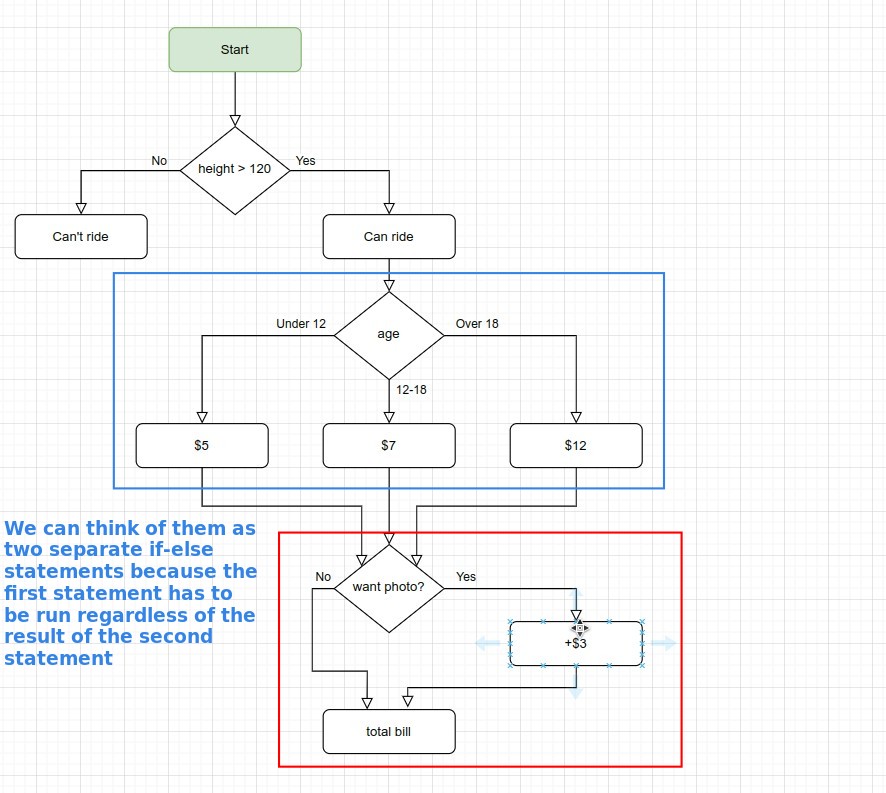 Start
height > 120
No
Yes
Can't ride
Can ride
age
Under 12
Over 18
12-18
$5
$7
$12
We can think of them as
two separate if-else
statements because the
first statement has to
be run regardless of the
result of the second
statement
want photo?
No
Yes
+$3
total bill